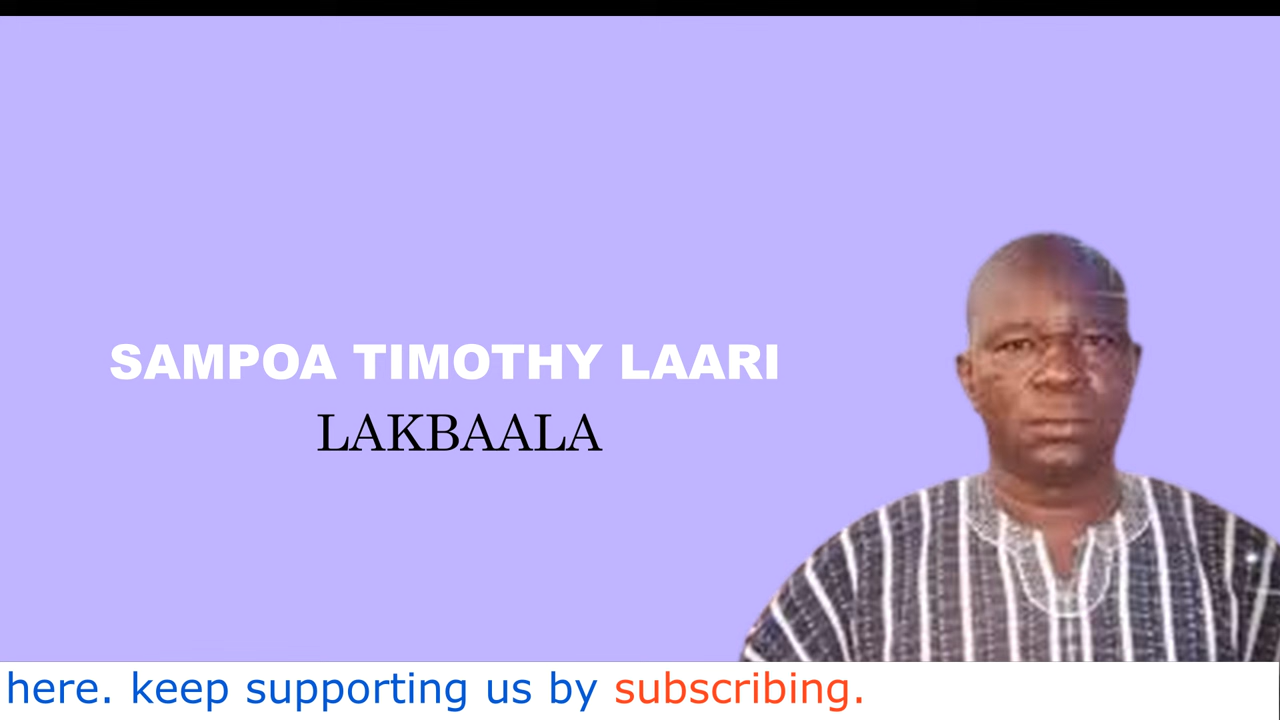 SAMPOA TIMOTHY LAARI
LAKBAALA
here. keep supporting us by subscribing.